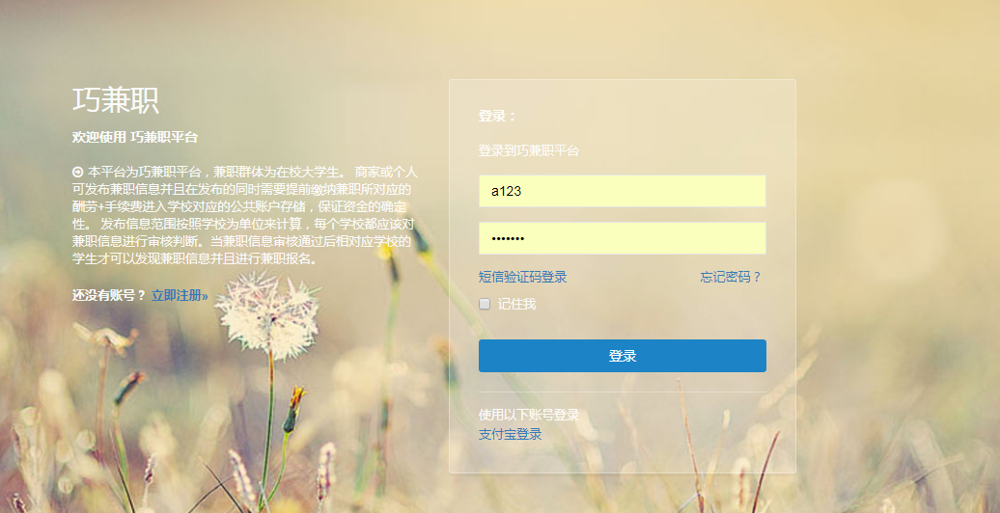 巧兼职
欢迎使用 巧兼职平台
本平台为巧兼职平台，兼职群体为在校大学生。 商家或个人
可发布兼职信息并且在发布的同时需要提前缴纳兼职所对应的
酬劳+手续费进入学校对应的公共账户存储，保证资金的确定
性。 发布信息范围按照学校为单位来计算，每个学校都应该对
兼职信息进行审核判断。当兼职信息审核通过后相对应学校的
学生才可以发现兼职信息并且进行兼职报名。
还没有账号？ 立即注册»
登录：
登录到巧兼职平台
a123
•••••••
短信验证码登录 忘记密码？
记住我
登录
使用以下账号登录
支付宝登录